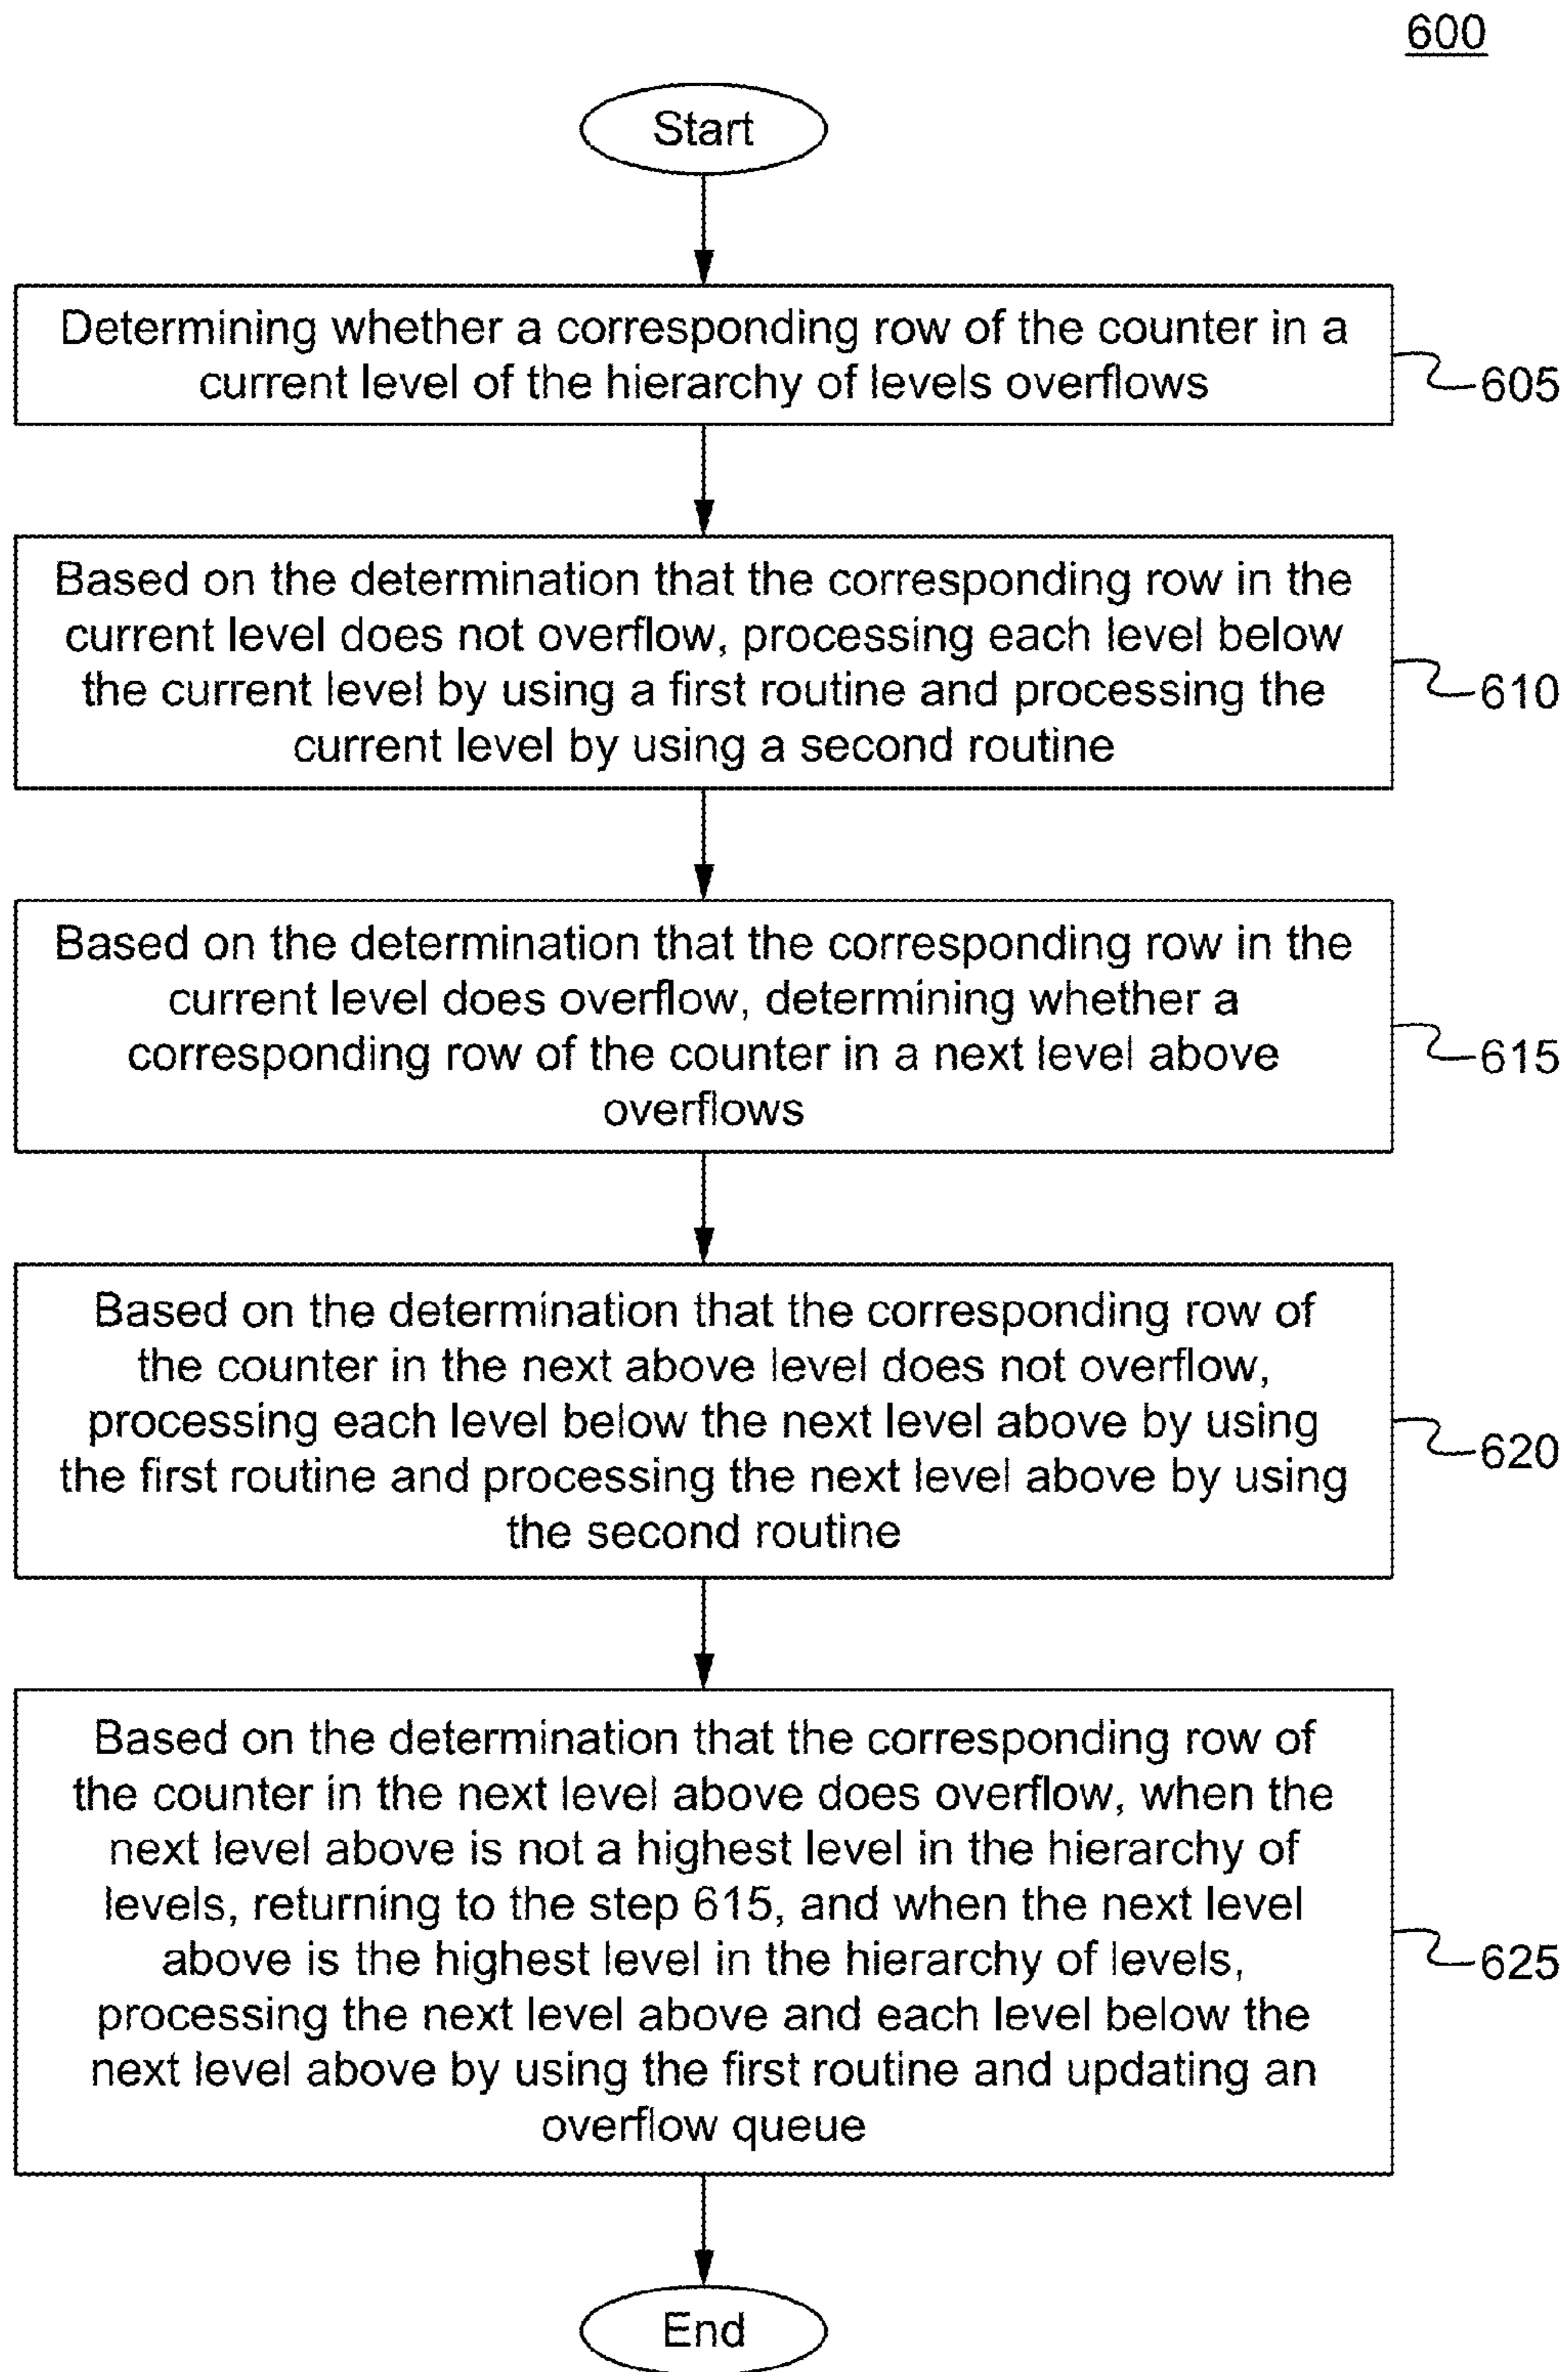 600
Start
Determining whether a corresponding row of the counter in a
current level of the hierarchy of levels overflows
605
Based on the determination that the corresponding row in the
current level does not overflow, processing each level below
the current level by using a first routine and processing the
current level by using a second routine
610
Based on the determination that the corresponding row in the
current level does overflow, determining whether a
corresponding row of the counter in a next level above
overflows
615
Based on the determination that the corresponding row of
the counter in the next above level does not overflow,
processing each level below the next level above by using
the first routine and processing the next level above by using
the second routine
620
Based on the determination that the corresponding row of
the counter in the next level above does overflow, when the
next level above is not a highest level in the hierarchy of
levels, returning to the step 615, and when the next level
above is the highest level in the hierarchy of levels,
processing the next level above and each level below the
next level above by using the first routine and updating an
overflow queue
625
End